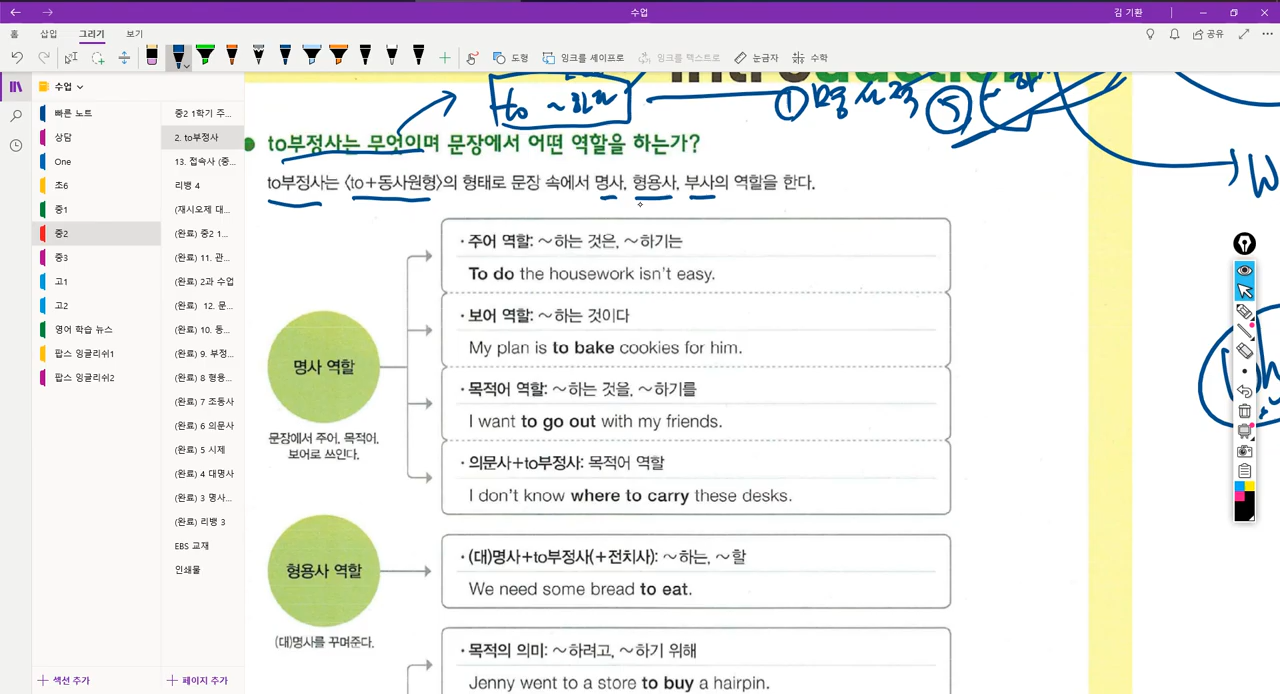 수업
김 기환
홈
삽입
그리기
보기
도형
잉크를 셰이프로
잉크를 텍스트로
눈금자
수학
공유
수업
빠른 노트
상담
One
초6
중1
중2
중3
고1
고2
영어 학습 뉴스
팝스 잉글리쉬1
팝스 잉글리쉬2
섹션 추가
중2 1학기 주...
2. to부정사
13. 접속사 (중...
리뱅 4
(재시오제 대...
(완료) 중2 1...
(완료) 11. 관...
(완료) 2과 수업
(완료) 12. 문...
(완료) 10. 동...
(완료) 9. 부정...
(완료) 8 형용...
(완료) 7 조동사
(완료) 6 의문사
(완료) 5 시제
(완료) 4 대명사
(완료) 3 명사...
(완료) 리뱅 3
EBS 교재
인쇄물
페이지 추가
to
①
⑤
to부정사는 무엇이며 문장에서 어떤 역할을 하는가?
to부정사는 〈to+동사원형〉의 형태로 문장 속에서 명사, 형용사, 부사의 역할을 한다.
명사 역할
문장에서 주어, 목적어,
보어로 쓰인다.
· 주어 역할: ~하는 것은, ~하기는
To do the housework isn't easy.
· 보어 역할: ~하는 것이다
My plan is to bake cookies for him.
· 목적어 역할: ~하는 것을, ~하기를
I want to go out with my friends.
· 의문사+to부정사: 목적어 역할
I don't know where to carry these desks.
형용사 역할
(대)명사를 꾸며준다.
· (대)명사+to부정사(+전치사): ~하는, ~할
We need some bread to eat.
· 목적의 의미: ~하려고, ~하기 위해
Jenny went to a store to buy a hairpin.